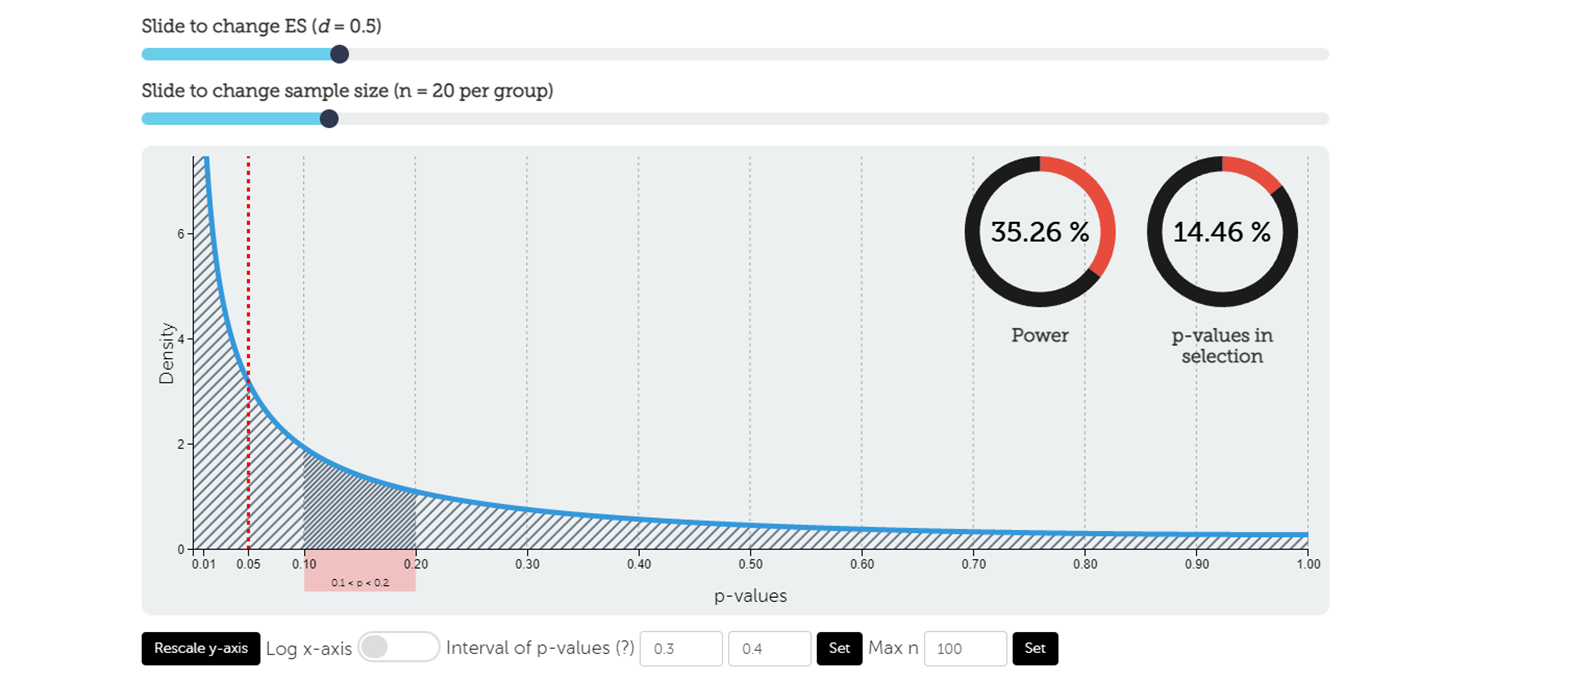 Slide to change ES (d = 0.5)
Slide to change sample size (n = 20 per group)
35.26 %
14.46 %
Power
p-values in
selection
Density
6
4
2
0
0.01 0.05 0.10 0.20 0.30 0.40 0.50 0.60 0.70 0.80 0.90 1.00
0.1 < p < 0.2
p-values
Rescale y-axis Log x-axis Interval of p-values (?) 0.3 0.4 Set Max n 100 Set